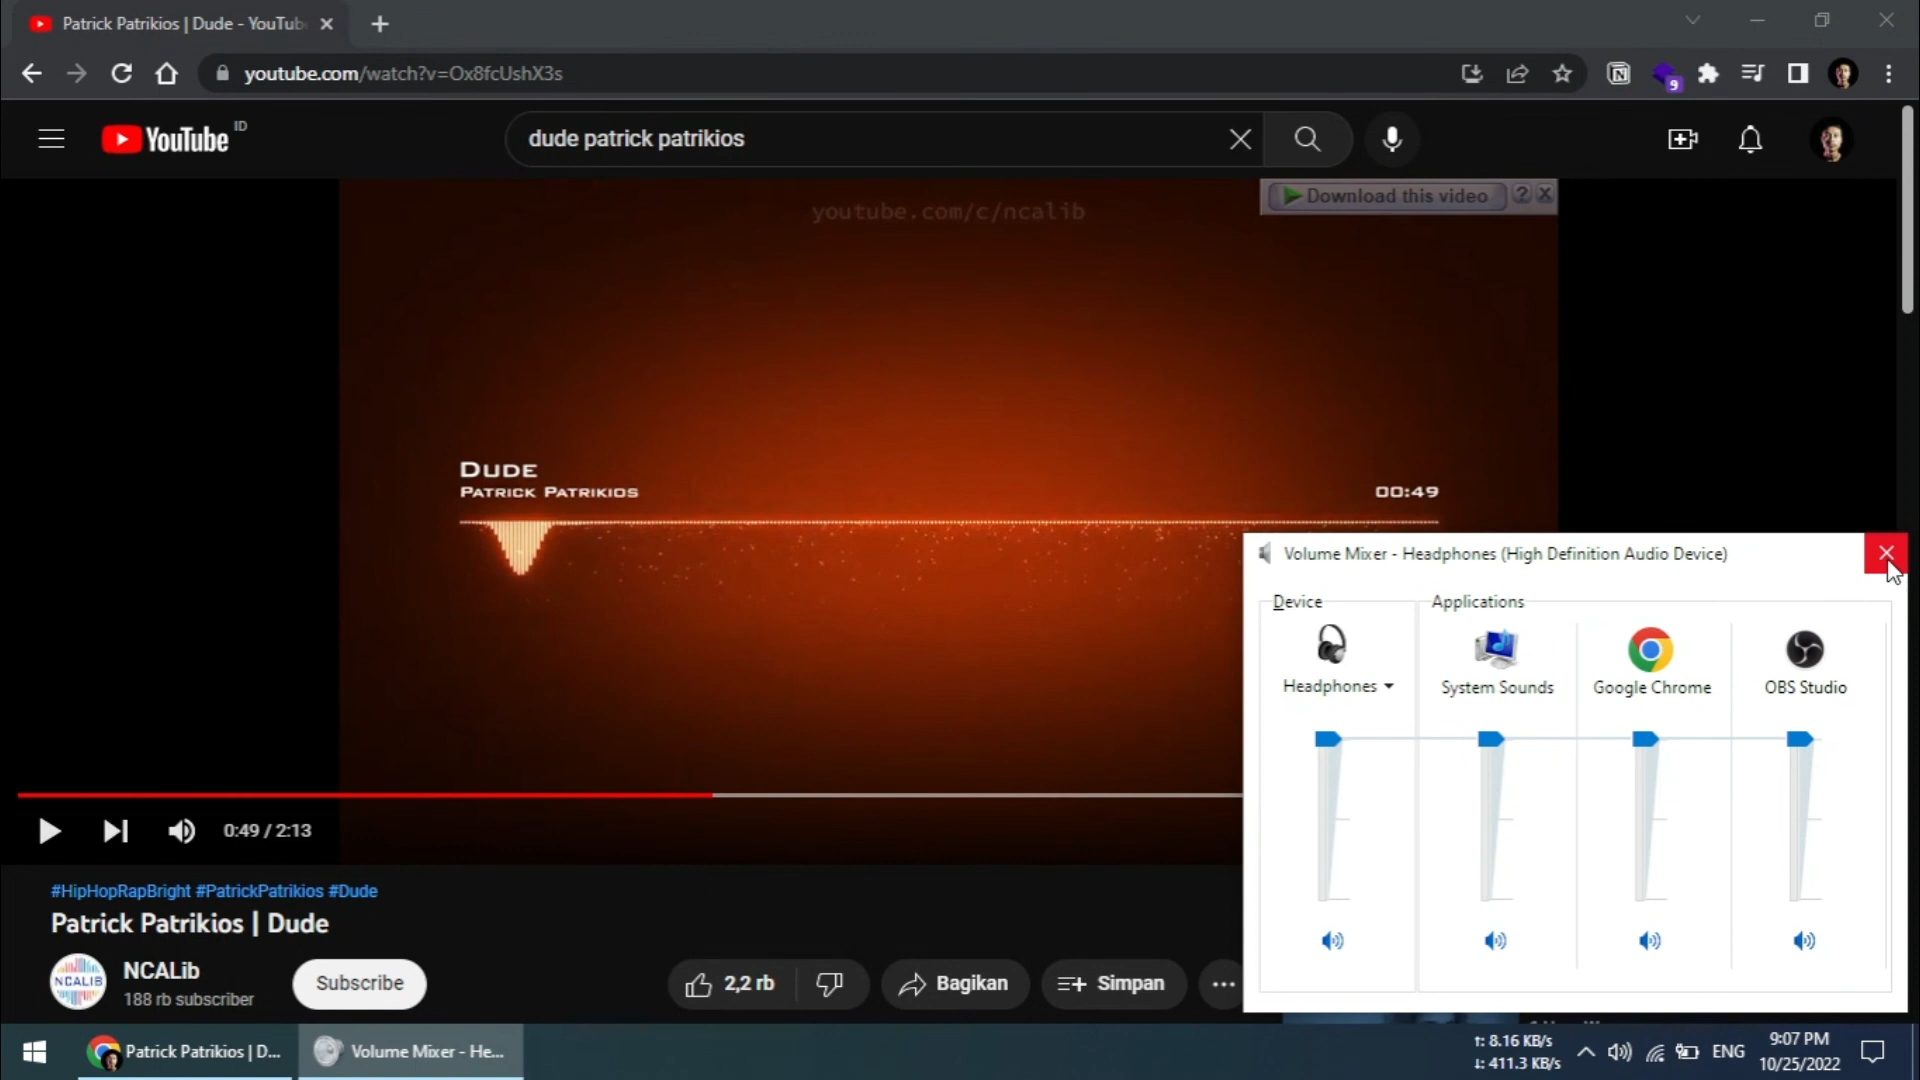 Patrick Patrikios | Dude - YouTub
youtube.com/watch?v=Ox8fcUshX3s
9
YouTube ID
dude patrick patrikios
youtube.com/c/ncalib
Download this video ?
Dude
Patrick Patrikios
00:49
Volume Mixer - Headphones (High Definition Audio Device)
Device
Applications
Headphones
System Sounds
Google Chrome
OBS Studio
0:49 / 2:13
#HipHopRapBright #PatrickPatrikios #Dude
Patrick Patrikios | Dude
NCALIB
NCALib
188 rb subscriber
Subscribe
2,2 rb
Bagikan
Simpan
Patrick Patrikios | D...
Volume Mixer - He...
↑: 8.16 KB/s
↓: 411.3 KB/s
ENG
9:07 PM
10/25/2022